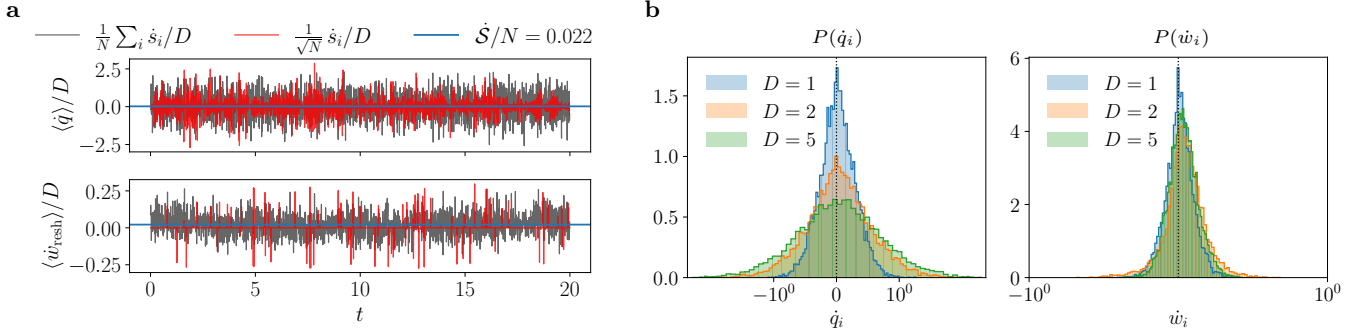 a
1/N ∑_i ṡ_i/D
1/√N ṡ_i/D
Ṡ/N = 0.022
⟨q̇⟩/D
2.5
0.0
−2.5
⟨ẇ_resh⟩/D
0.25
0.00
−0.25
0 5 10 15 20
t
b
P(q̇_i)
D = 1
D = 2
D = 5
1.5
1.0
0.5
0.0
−10^0 0 10^0
q̇_i
P(ẇ_i)
D = 1
D = 2
D = 5
6
4
2
0
−10^0 10^0
ẇ_i